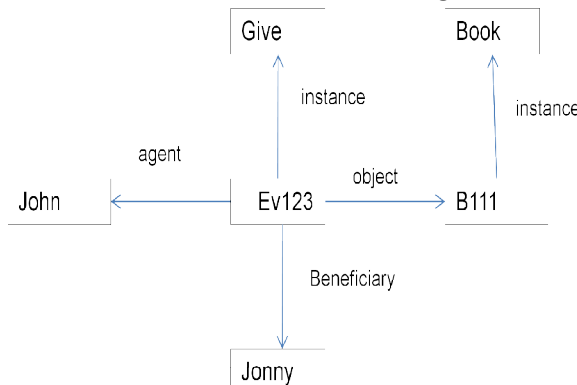 Give
Book
instance
instance
agent
object
John
Ev123
B111
Beneficiary
Jonny